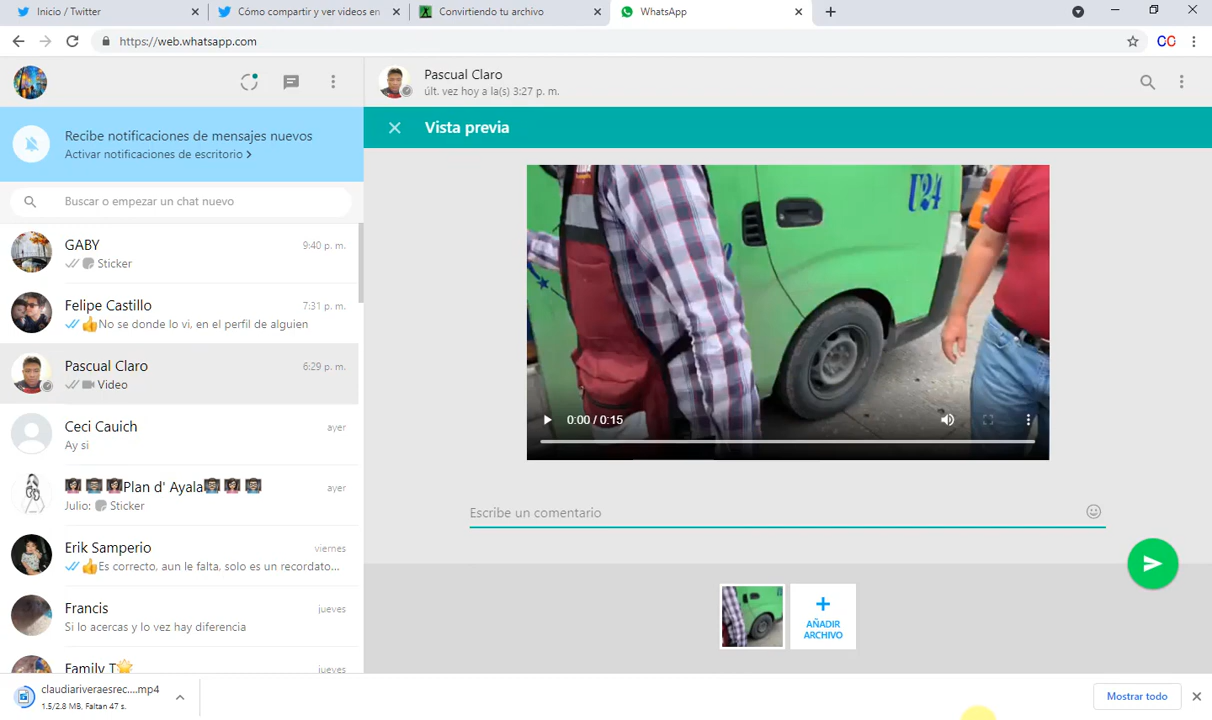 Inicio / Twitter
Cómo compartir y ver videos en
Convirtiendo tu archivo
WhatsApp
https://web.whatsapp.com
CC
Pascual Claro
últ. vez hoy a la(s) 3:27 p. m.
Recibe notificaciones de mensajes nuevos
Activar notificaciones de escritorio
Vista previa
Buscar o empezar un chat nuevo
GABY
9:40 p. m.
Sticker
Felipe Castillo
7:31 p. m.
👍No se donde lo vi, en el perfil de alguien
Pascual Claro
6:29 p. m.
Video
Ceci Cauich
ayer
Ay si
Plan d' Ayala
ayer
Julio: Sticker
Erik Samperio
viernes
👍Es correcto, aun le falta, solo es un recordato...
Francis
jueves
Si lo acercas y lo vez hay diferencia
Family T🌟
jueves
U24
0:00 / 0:15
Escribe un comentario
AÑADIR
ARCHIVO
claudiariveraesrec....mp4
1.5/2.8 MB, Faltan 47 s.
Mostrar todo